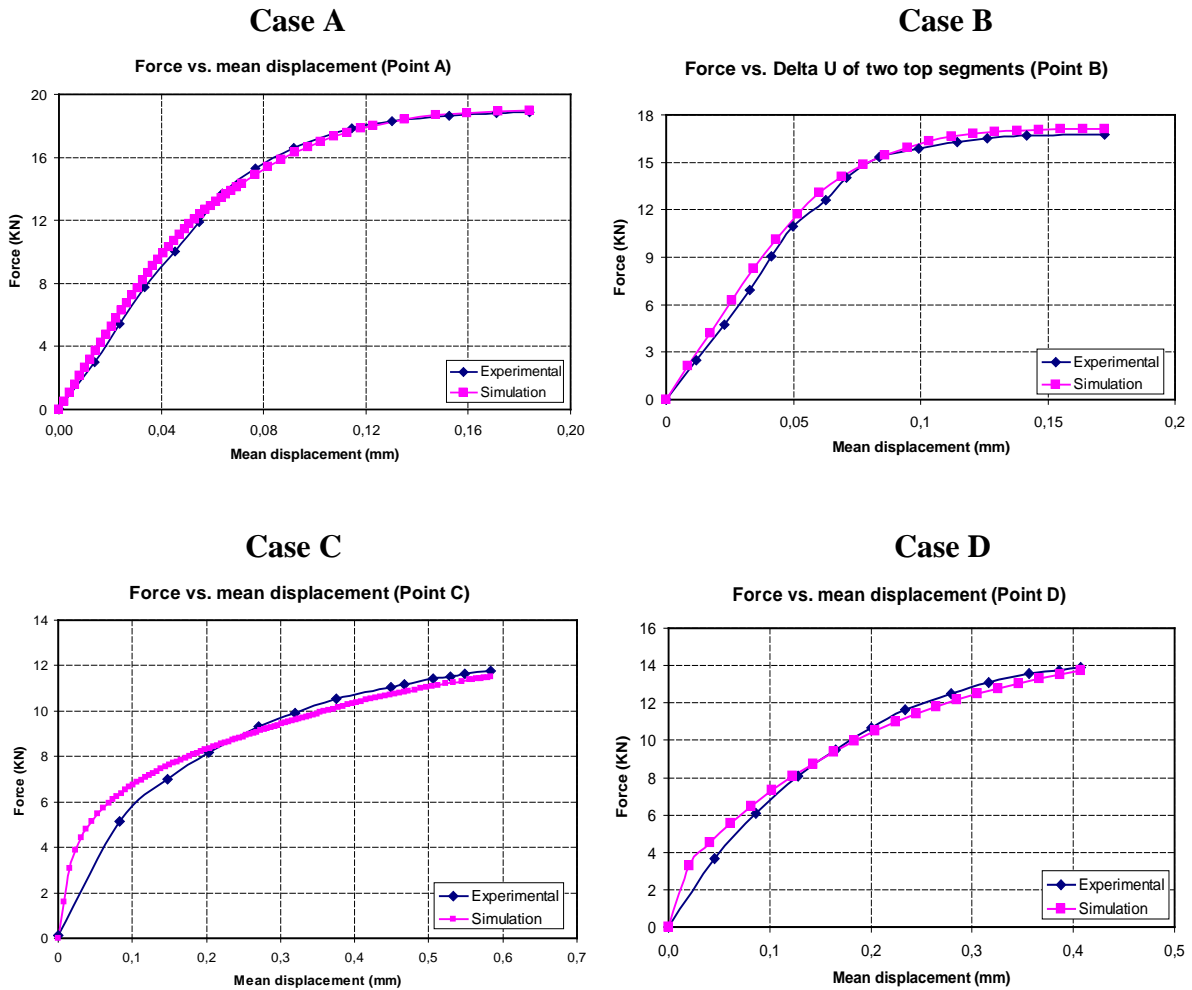 Case A
Force vs. mean displacement (Point A)
20
16
12
8
4
0
Force (KN)
0,00
0,04
0,08
0,12
0,16
0,20
Mean displacement (mm)
Experimental
Simulation
Case B
Force vs. Delta U of two top segments (Point B)
18
15
12
9
6
3
0
Force (KN)
0
0,05
0,1
0,15
0,2
Mean displacement (mm)
Experimental
Simulation
Case C
Force vs. mean displacement (Point C)
14
12
10
8
6
4
2
0
Force (KN)
0
0,1
0,2
0,3
0,4
0,5
0,6
0,7
Mean displacement (mm)
Experimental
Simulation
Case D
Force vs. mean displacement (Point D)
16
14
12
10
8
6
4
2
0
Force (KN)
0,0
0,1
0,2
0,3
0,4
0,5
Mean displacement (mm)
Experimental
Simulation